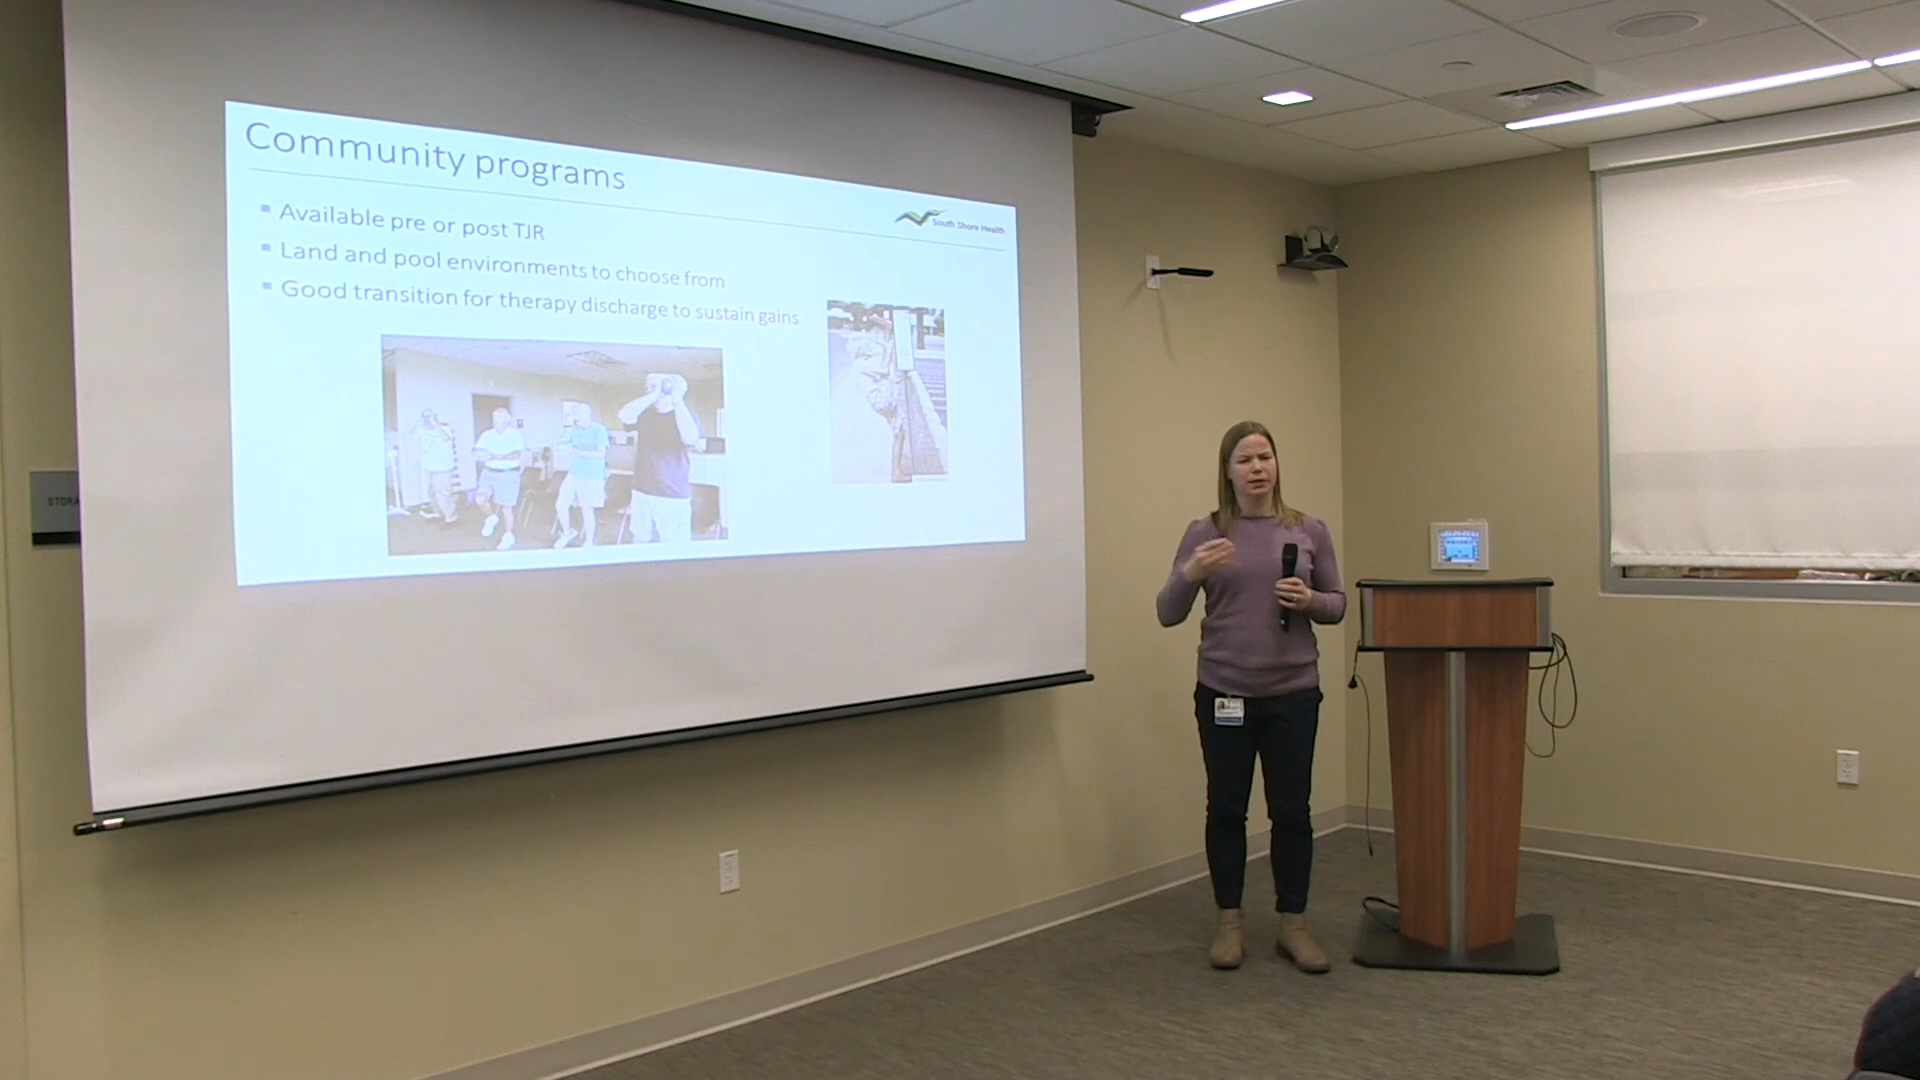 Community programs
South Shore Health
Available pre or post TJR
Land and pool environments to choose from
Good transition for therapy discharge to sustain gains
STORA